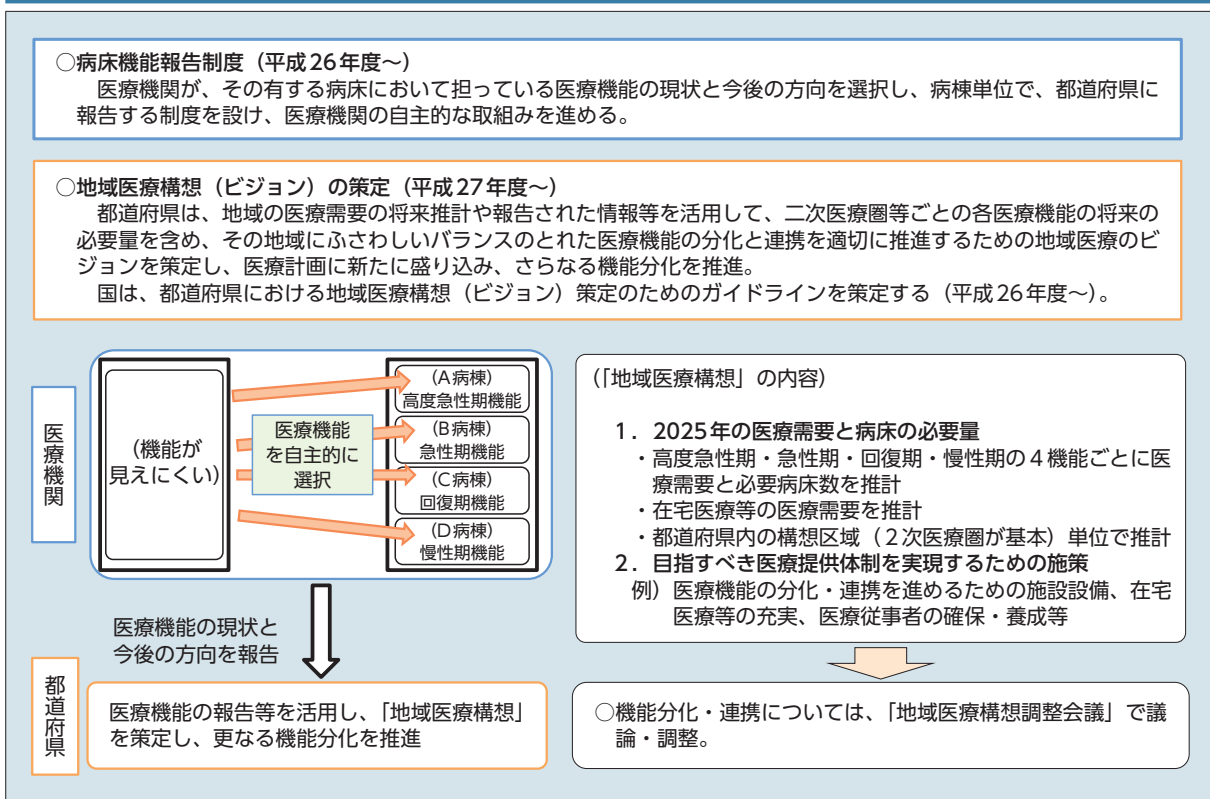 ○病床機能報告制度（平成26年度～）
医療機関が、その有する病床において担っている医療機能の現状と今後の方向を選択し、病棟単位で、都道府県に
報告する制度を設け、医療機関の自主的な取組みを進める。
○地域医療構想（ビジョン）の策定（平成27年度～）
都道府県は、地域の医療需要の将来推計や報告された情報等を活用して、二次医療圏等ごとの各医療機能の将来の
必要量を含め、その地域にふさわしいバランスのとれた医療機能の分化と連携を適切に推進するための地域医療のビ
ジョンを策定し、医療計画に新たに盛り込み、さらなる機能分化を推進。
国は、都道府県における地域医療構想（ビジョン）策定のためのガイドラインを策定する（平成26年度～）。
医療機関
（機能が
見えにくい）
医療機能
を自主的に
選択
（A病棟）
高度急性期機能
（B病棟）
急性期機能
（C病棟）
回復期機能
（D病棟）
慢性期機能
医療機能の現状と
今後の方向を報告
都道府県
医療機能の報告等を活用し、「地域医療構想」
を策定し、更なる機能分化を推進
（「地域医療構想」の内容）
1．2025年の医療需要と病床の必要量
・高度急性期・急性期・回復期・慢性期の４機能ごとに医
療需要と必要病床数を推計
・在宅医療等の医療需要を推計
・都道府県内の構想区域（２次医療圏が基本）単位で推計
2．目指すべき医療提供体制を実現するための施策
例）医療機能の分化・連携を進めるための施設設備、在宅
医療等の充実、医療従事者の確保・養成等
○機能分化・連携については、「地域医療構想調整会議」で議
論・調整。